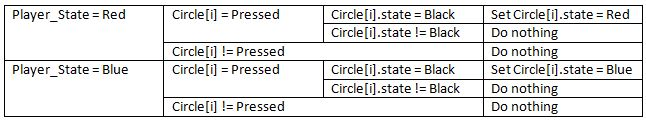 Player_State = Red Circle[i] = Pressed Circle[i].state = Black Set Circle[i].state = Red
Circle[i].state != Black Do nothing
Circle[i] != Pressed Do nothing
Player_State = Blue Circle[i] = Pressed Circle[i].state = Black Set Circle[i].state = Blue
Circle[i].state != Black Do nothing
Circle[i] != Pressed Do nothing